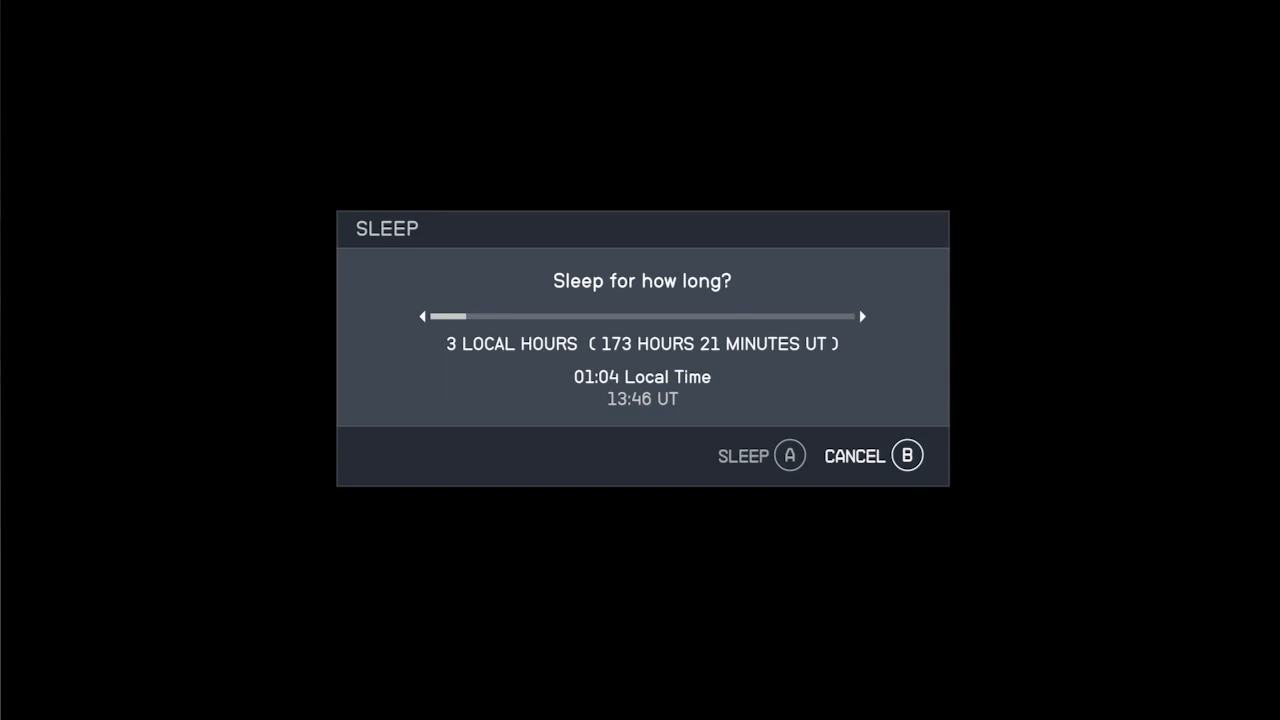 SLEEP
Sleep for how long?
3 LOCAL HOURS ( 173 HOURS 21 MINUTES UT )
01:04 Local Time
13:46 UT
SLEEP A CANCEL B